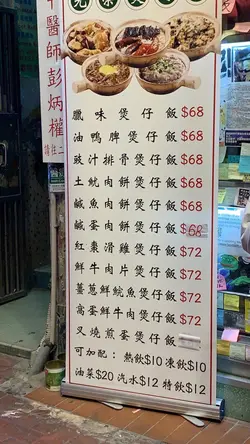 中醫師彭炳權
臘味煲仔飯$68
油鴨脾煲仔飯$68
豉汁排骨煲仔飯$68
土魷肉餅煲仔飯$68
鹹魚肉餅煲仔飯$68
鹹蛋肉餅煲仔飯$68
紅棗滑雞煲仔飯$72
鮮牛肉片煲仔飯$72
薑蔥鮮鯇魚煲仔飯$72
窩蛋鮮牛肉煲仔飯$72
叉燒煎蛋煲仔飯
可加配：熱飲$10凍飲$10
油菜$20 汽水$12 特飲$12